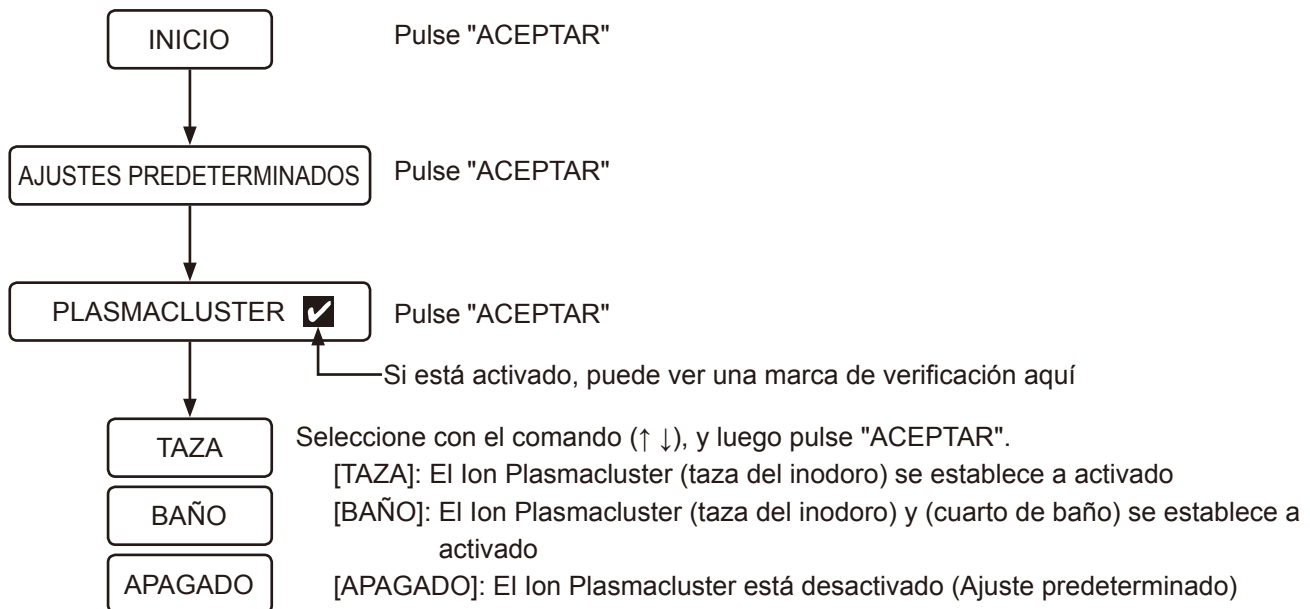 INICIO Pulse "ACEPTAR"
AJUSTES PREDETERMINADOS Pulse "ACEPTAR"
PLASMACLUSTER ✔ Pulse "ACEPTAR"
Si está activado, puede ver una marca de verificación aquí
TAZA Seleccione con el comando (↑ ↓), y luego pulse "ACEPTAR".
[TAZA]: El Ion Plasmacluster (taza del inodoro) se establece a activado
BAÑO [BAÑO]: El Ion Plasmacluster (taza del inodoro) y (cuarto de baño) se establece a
activado
APAGADO [APAGADO]: El Ion Plasmacluster está desactivado (Ajuste predeterminado)